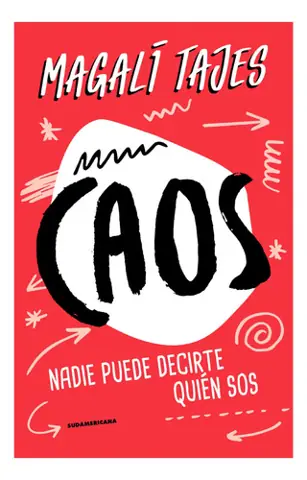 MAGALÍ TAJES
CAOS
NADIE PUEDE DECIRTE
QUIÉN SOS
SUDAMERICANA